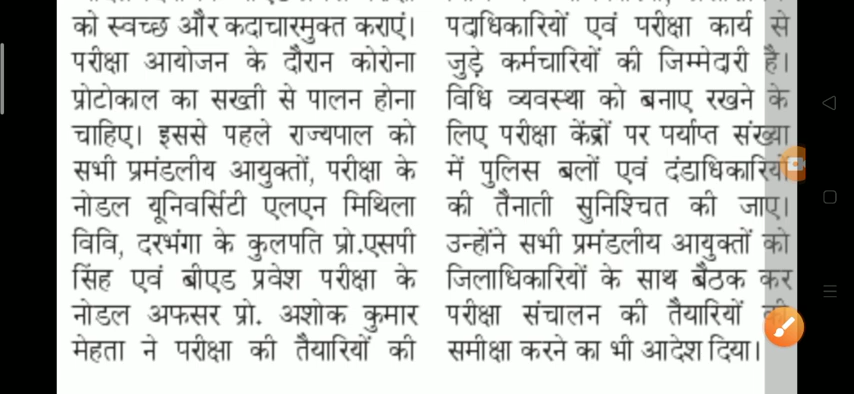 को स्वच्छ और कदाचारमुक्त कराएं।
परीक्षा आयोजन के दौरान कोरोना
प्रोटोकाल का सख्ती से पालन होना
चाहिए। इससे पहले राज्यपाल को
सभी प्रमंडलीय आयुक्तों, परीक्षा के
नोडल यूनिवर्सिटी एलएन मिथिला
विवि, दरभंगा के कुलपति प्रो.एसपी
सिंह एवं बीएड प्रवेश परीक्षा के
नोडल अफसर प्रो. अशोक कुमार
मेहता ने परीक्षा की तैयारियों की
पदाधिकारियों एवं परीक्षा कार्य से
जुड़े कर्मचारियों की जिम्मेदारी है।
विधि व्यवस्था को बनाए रखने के
लिए परीक्षा केंद्रों पर पर्याप्त संख्या
में पुलिस बलों एवं दंडाधिकारियों
की तैनाती सुनिश्चित की जाए।
उन्होंने सभी प्रमंडलीय आयुक्तों को
जिलाधिकारियों के साथ बैठक कर
परीक्षा संचालन की तैयारियों की
समीक्षा करने का भी आदेश दिया।